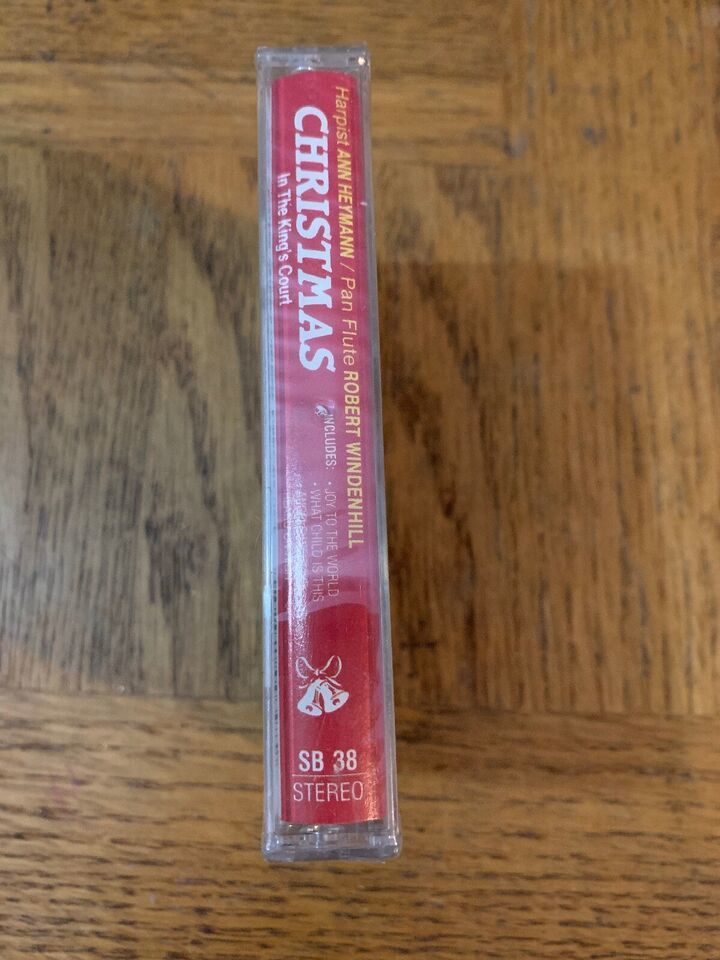 Harpist ANN HEYMANN / Pan Flute ROBERT WINDENHILL
CHRISTMAS
In The King's Court
INCLUDES:
• JOY TO THE WORLD
• WHAT CHILD IS THIS
SB 38
STEREO